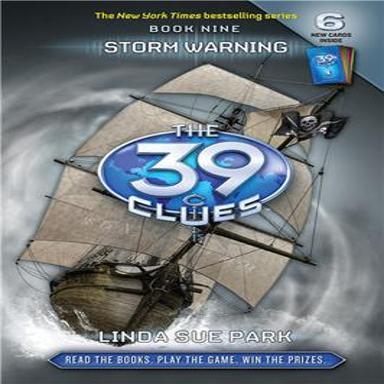 The New York Times bestselling series
BOOK NINE
STORM WARNING
6
NEW CARDS
INSIDE
39
THE
39
CLUES
LINDA SUE PARK
READ THE BOOKS. PLAY THE GAME. WIN THE PRIZES.